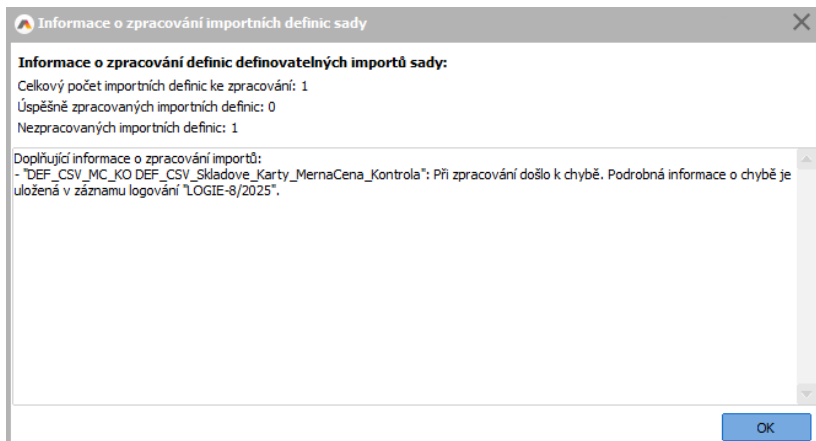 Informace o zpracování importních definic sady
Informace o zpracování definic definovatelných importů sady:
Celkový počet importních definic ke zpracování: 1
Úspěšně zpracovaných importních definic: 0
Nezpracovaných importních definic: 1
Doplňující informace o zpracování importů:
- "DEF_CSV_MC_KO DEF_CSV_Skladove_Karty_MernaCena_Kontrola": Při zpracování došlo k chybě. Podrobná informace o chybě je
uložená v záznamu logování "LOGIE-8/2025".
OK